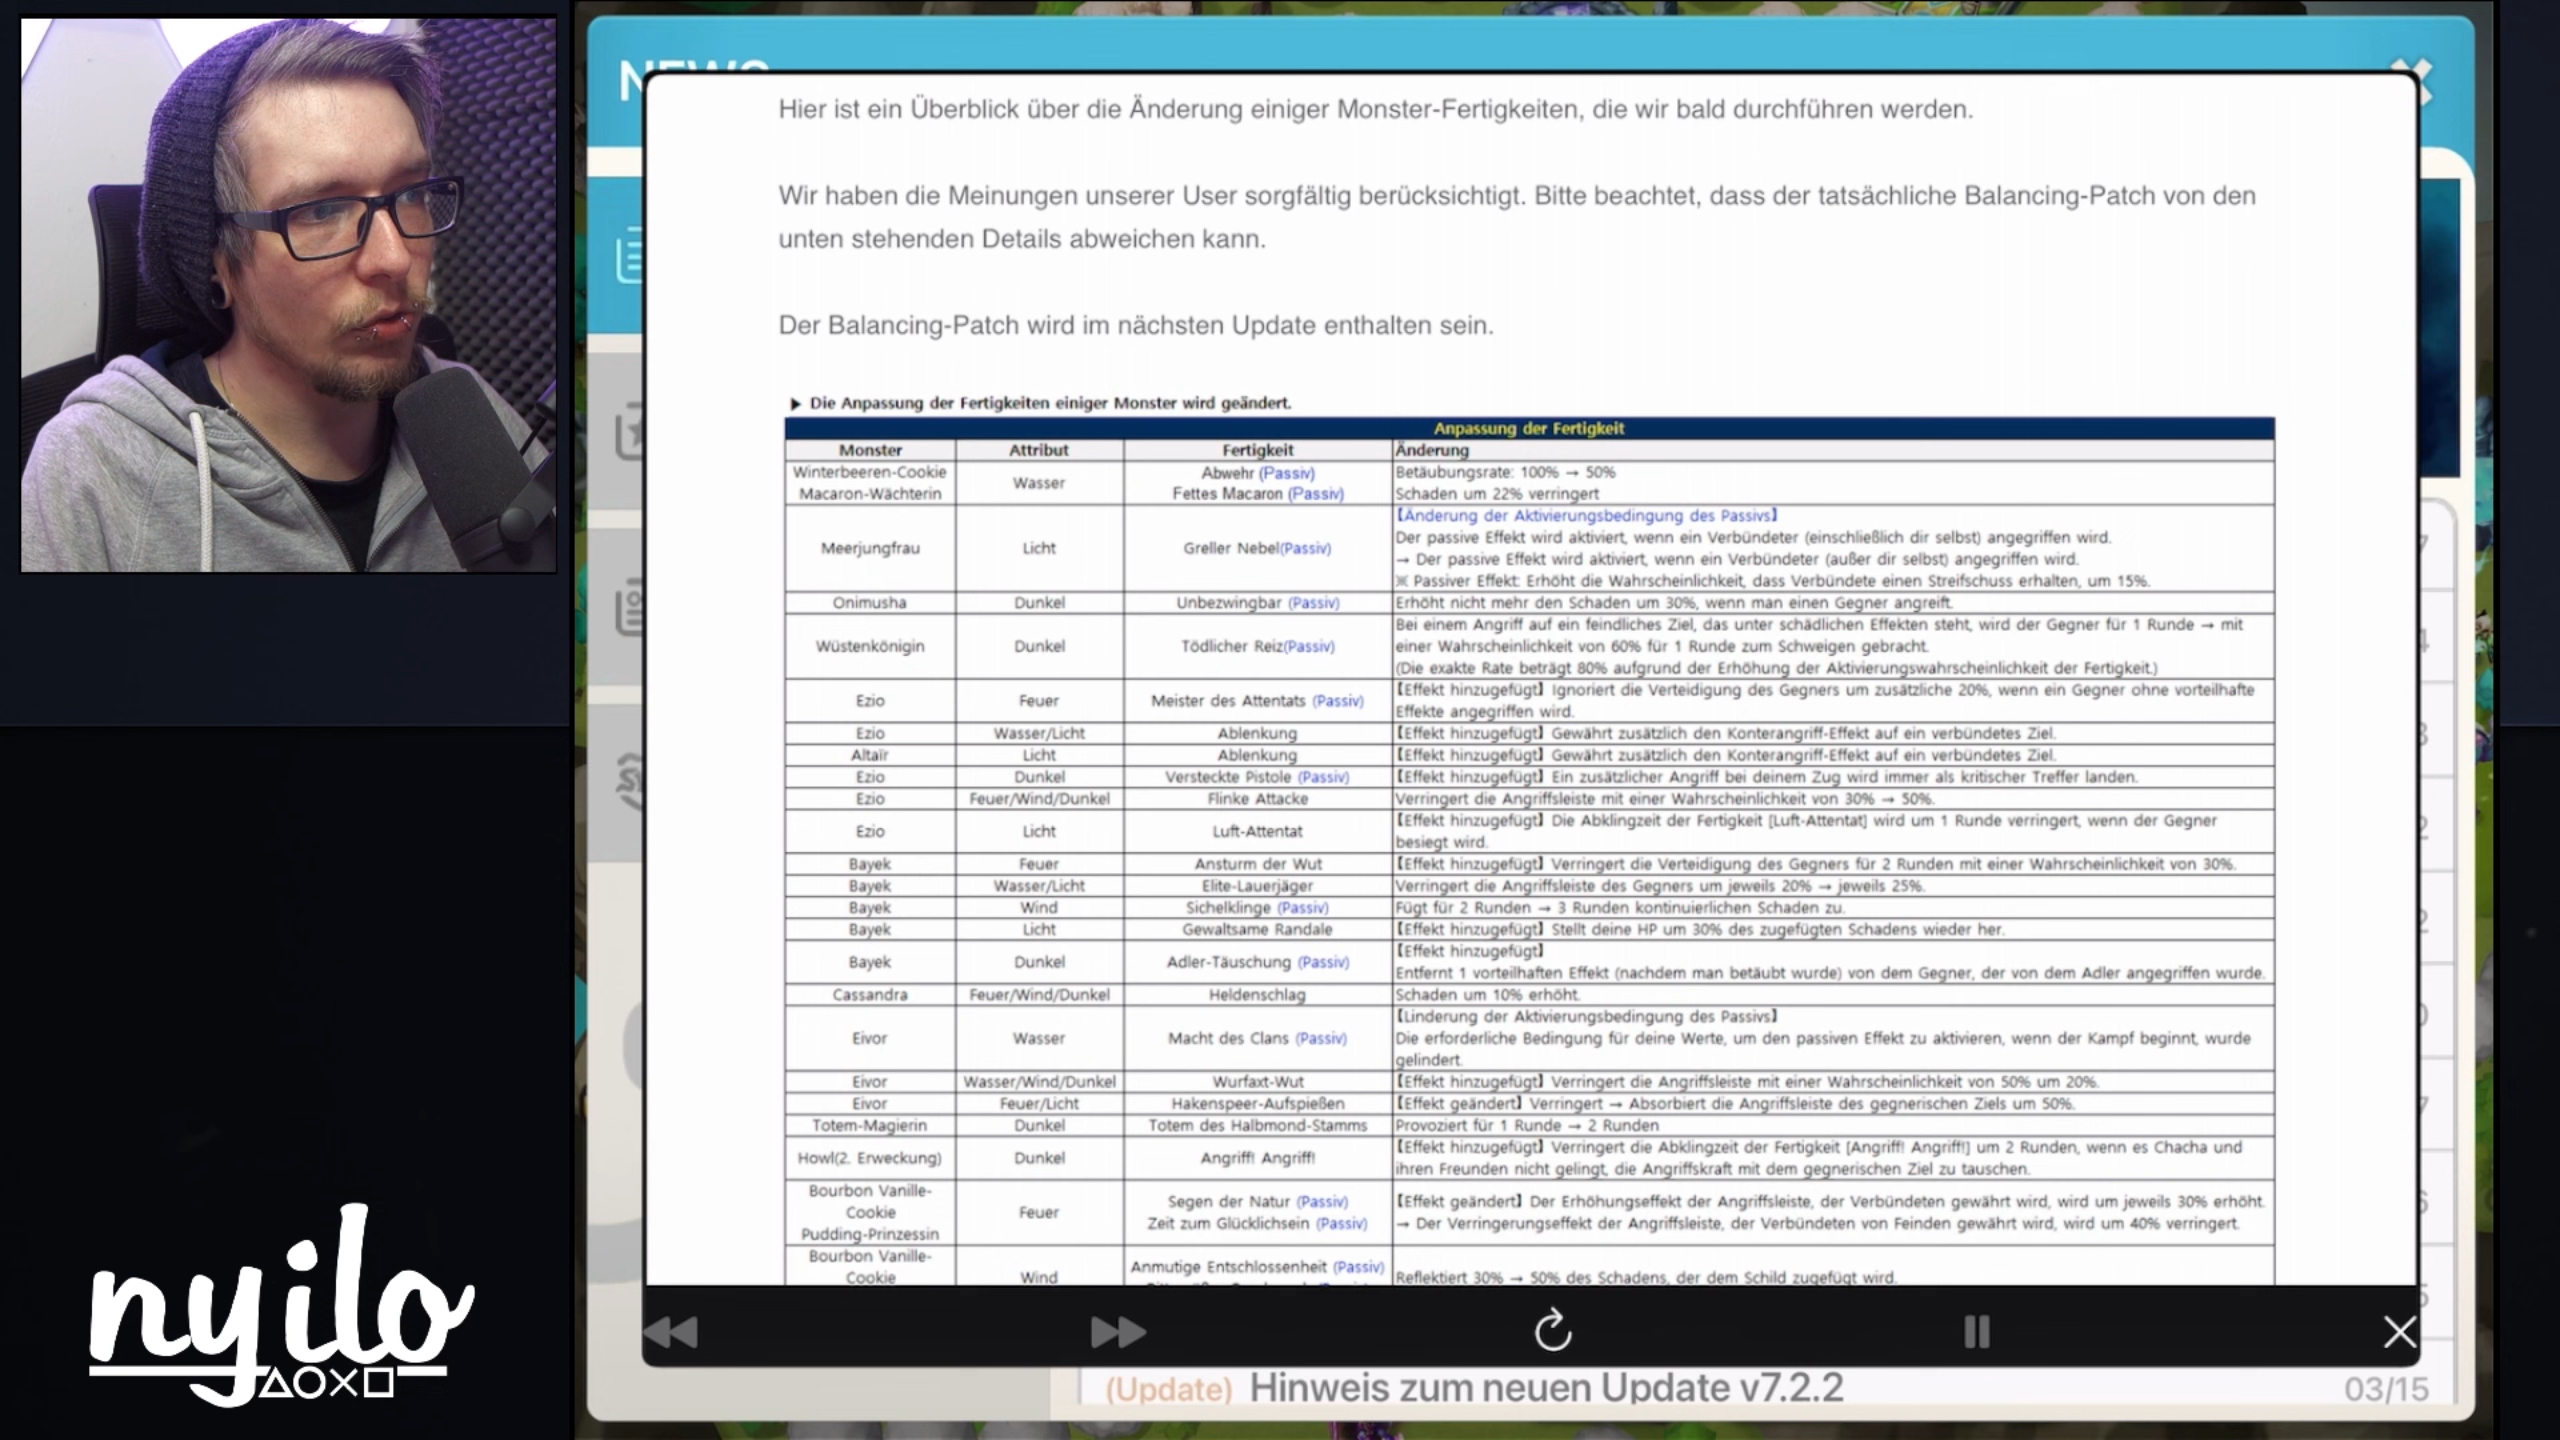 NEWS
Hier ist ein Überblick über die Änderung einiger Monster-Fertigkeiten, die wir bald durchführen werden.
Wir haben die Meinungen unserer User sorgfältig berücksichtigt. Bitte beachtet, dass der tatsächliche Balancing-Patch von den
unten stehenden Details abweichen kann.
Der Balancing-Patch wird im nächsten Update enthalten sein.
▶ Die Anpassung der Fertigkeiten einiger Monster wird geändert.
Anpassung der Fertigkeit
Monster Attribut Fertigkeit Änderung
Winterbeeren-Cookie
Macaron-Wächterin
Wasser
Abwehr (Passiv)
Fettes Macaron (Passiv)
Betäubungsrate: 100% → 50%
Schaden um 22% verringert
Meerjungfrau Licht Greller Nebel(Passiv)
【Änderung der Aktivierungsbedingung des Passivs】
Der passive Effekt wird aktiviert, wenn ein Verbündeter (einschließlich dir selbst) angegriffen wird.
→ Der passive Effekt wird aktiviert, wenn ein Verbündeter (außer dir selbst) angegriffen wird.
※ Passiver Effekt: Erhöht die Wahrscheinlichkeit, dass Verbündete einen Streifschuss erhalten, um 15%.
Onimusha Dunkel Unbezwingbar (Passiv) Erhöht nicht mehr den Schaden um 30%, wenn man einen Gegner angreift.
Wüstenkönigin Dunkel Tödlicher Reiz(Passiv)
Bei einem Angriff auf ein feindliches Ziel, das unter schädlichen Effekten steht, wird der Gegner für 1 Runde → mit
einer Wahrscheinlichkeit von 60% für 1 Runde zum Schweigen gebracht.
(Die exakte Rate beträgt 80% aufgrund der Erhöhung der Aktivierungswahrscheinlichkeit der Fertigkeit.)
Ezio Feuer Meister des Attentats (Passiv)
【Effekt hinzugefügt】 Ignoriert die Verteidigung des Gegners um zusätzliche 20%, wenn ein Gegner ohne vorteilhafte
Effekte angegriffen wird.
Ezio Wasser/Licht Ablenkung 【Effekt hinzugefügt】 Gewährt zusätzlich den Konterangriff-Effekt auf ein verbündetes Ziel.
Altaïr Licht Ablenkung 【Effekt hinzugefügt】 Gewährt zusätzlich den Konterangriff-Effekt auf ein verbündetes Ziel.
Ezio Dunkel Versteckte Pistole (Passiv) 【Effekt hinzugefügt】 Ein zusätzlicher Angriff bei deinem Zug wird immer als kritischer Treffer landen.
Ezio Feuer/Wind/Dunkel Flinke Attacke Verringert die Angriffsleiste mit einer Wahrscheinlichkeit von 30% → 50%.
Ezio Licht Luft-Attentat
【Effekt hinzugefügt】 Die Abklingzeit der Fertigkeit [Luft-Attentat] wird um 1 Runde verringert, wenn der Gegner
besiegt wird.
Bayek Feuer Ansturm der Wut 【Effekt hinzugefügt】 Verringert die Verteidigung des Gegners für 2 Runden mit einer Wahrscheinlichkeit von 30%.
Bayek Wasser/Licht Elite-Lauerjäger Verringert die Angriffsleiste des Gegners um jeweils 20% → jeweils 25%.
Bayek Wind Sichelklinge (Passiv) Fügt für 2 Runden → 3 Runden kontinuierlichen Schaden zu.
Bayek Licht Gewaltsame Randale 【Effekt hinzugefügt】 Stellt deine HP um 30% des zugefügten Schadens wieder her.
Bayek Dunkel Adler-Täuschung (Passiv)
【Effekt hinzugefügt】
Entfernt 1 vorteilhaften Effekt (nachdem man betäubt wurde) von dem Gegner, der von dem Adler angegriffen wurde.
Cassandra Feuer/Wind/Dunkel Heldenschlag Schaden um 10% erhöht.
Eivor Wasser Macht des Clans (Passiv)
【Linderung der Aktivierungsbedingung des Passivs】
Die erforderliche Bedingung für deine Werte, um den passiven Effekt zu aktivieren, wenn der Kampf beginnt, wurde
gelindert.
Eivor Wasser/Wind/Dunkel Wurfaxt-Wut 【Effekt hinzugefügt】 Verringert die Angriffsleiste mit einer Wahrscheinlichkeit von 50% um 20%.
Eivor Feuer/Licht Hakenspeer-Aufspießen 【Effekt geändert】 Verringert → Absorbiert die Angriffsleiste des gegnerischen Ziels um 50%.
Totem-Magierin Dunkel Totem des Halbmond-Stamms Provoziert für 1 Runde → 2 Runden
Howl(2. Erweckung) Dunkel Angriff! Angriff!
【Effekt hinzugefügt】 Verringert die Abklingzeit der Fertigkeit [Angriff! Angriff!] um 2 Runden, wenn es Chacha und
ihren Freunden nicht gelingt, die Angriffskraft mit dem gegnerischen Ziel zu tauschen.
Bourbon Vanille-
Cookie
Pudding-Prinzessin
Feuer
Segen der Natur (Passiv)
Zeit zum Glücklichsein (Passiv)
【Effekt geändert】 Der Erhöhungseffekt der Angriffsleiste, der Verbündeten gewährt wird, wird um jeweils 30% erhöht.
→ Der Verringerungseffekt der Angriffsleiste, der Verbündeten von Feinden gewährt wird, wird um 40% verringert.
Bourbon Vanille-
Cookie
Wind
Anmutige Entschlossenheit (Passiv)
Reflektiert 30% → 50% des Schadens, der dem Schild zugefügt wird.
(Update) Hinweis zum neuen Update v7.2.2 03/15
nyilo